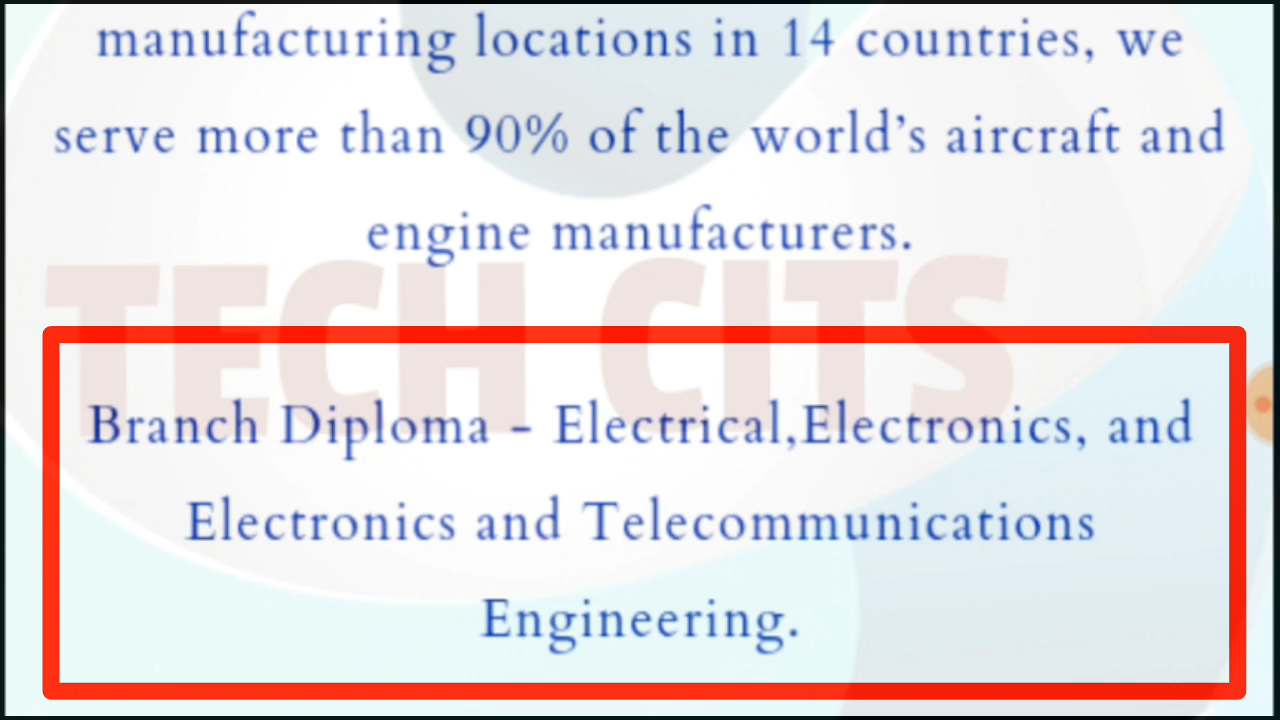 manufacturing locations in 14 countries, we
serve more than 90% of the world's aircraft and
engine manufacturers.
TECH CITS
Branch Diploma - Electrical,Electronics, and
Electronics and Telecommunications
Engineering.